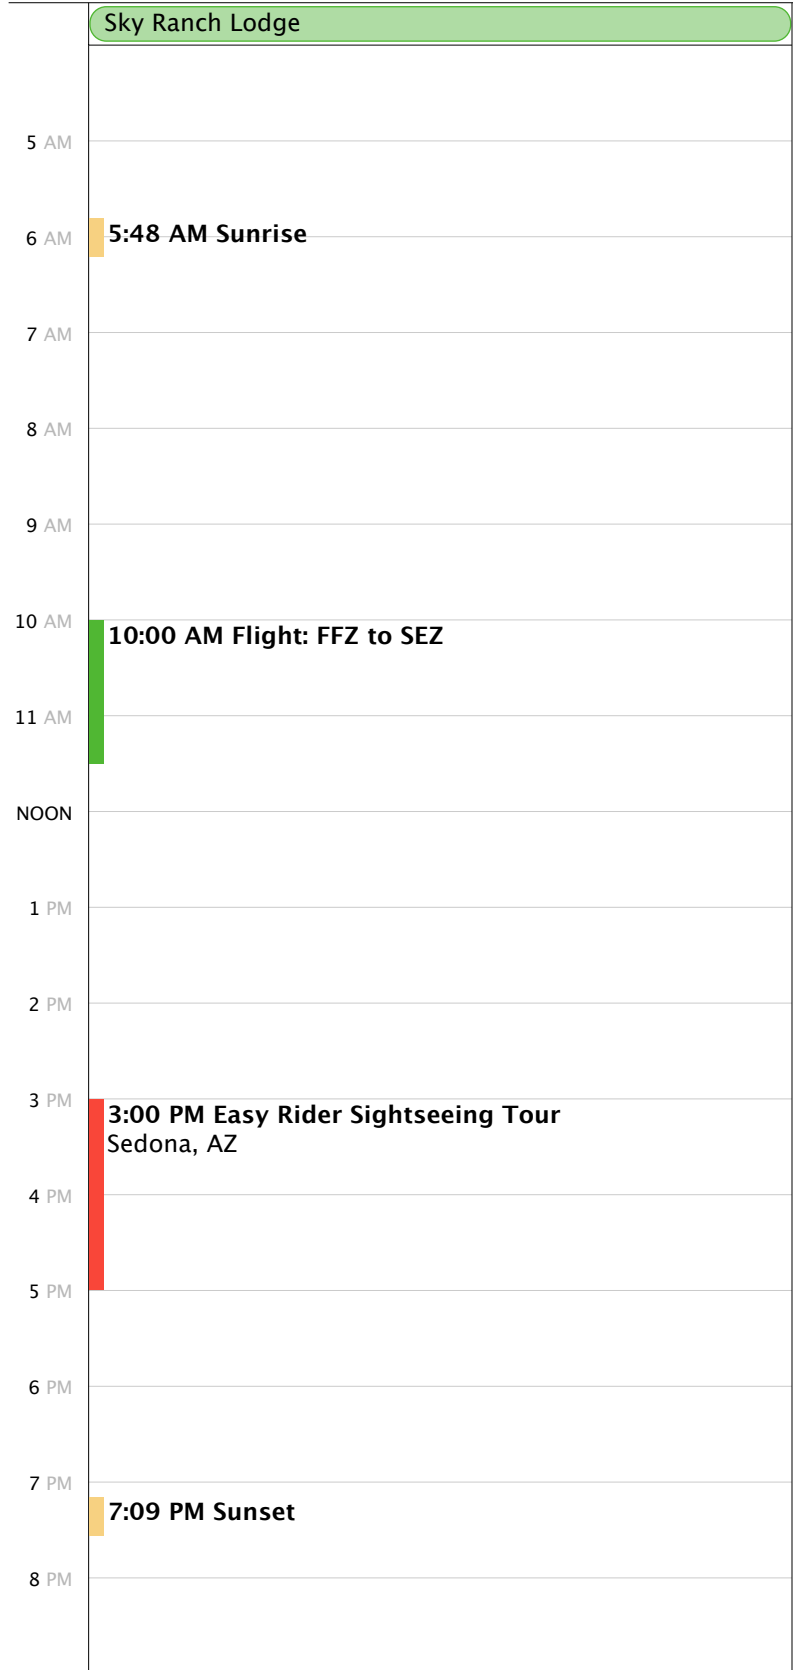 Sky Ranch Lodge
5 AM
5:48 AM Sunrise
6 AM
7 AM
8 AM
9 AM
10 AM
10:00 AM Flight: FFZ to SEZ
11 AM
NOON
1 PM
2 PM
3 PM
3:00 PM Easy Rider Sightseeing Tour
Sedona, AZ
4 PM
5 PM
6 PM
7 PM
7:09 PM Sunset
8 PM